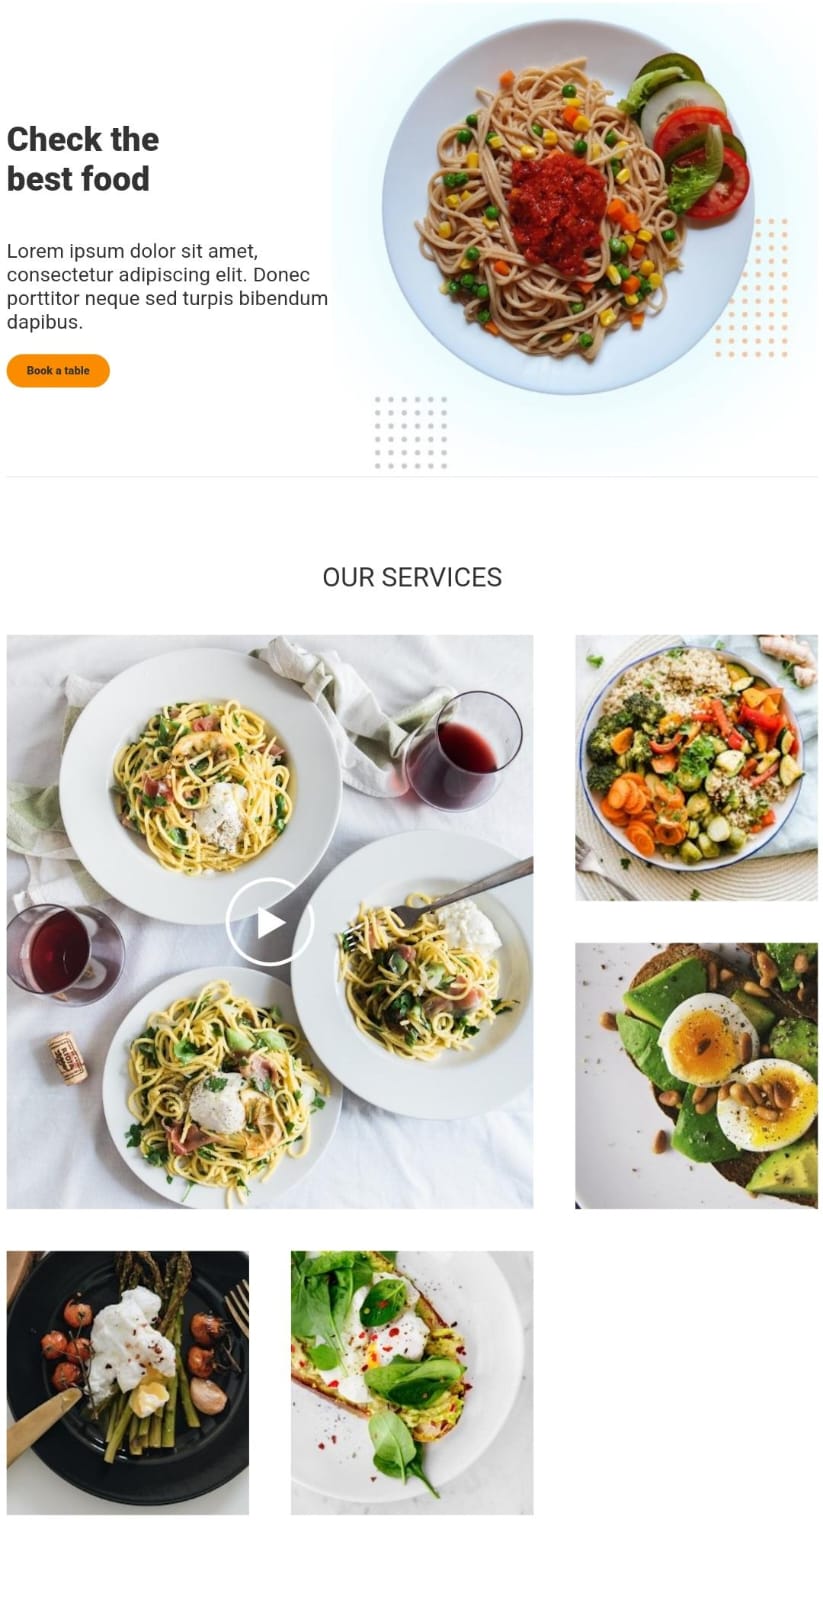 Check the
best food
Lorem ipsum dolor sit amet,
consectetur adipiscing elit. Donec
porttitor neque sed turpis bibendum
dapibus.
Book a table
OUR SERVICES